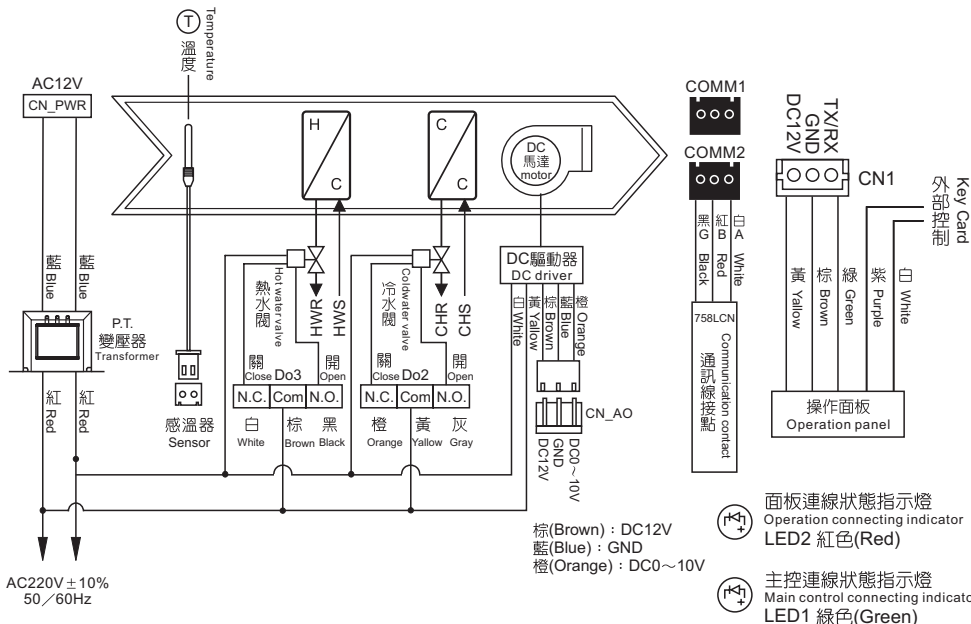 T
溫度
Temperature
AC12V
CN_PWR
藍 Blue
藍 Blue
P.T.
變壓器
Transformer
紅 Red
紅 Red
AC220V±10%
50／60Hz
感溫器
Sensor
H
C
C
C
DC
馬達
motor
熱水閥
Hot water valve
HWR
HWS
冷水閥
Coldwater valve
CHR
CHS
關
Close
Do3
開
Open
N.C. Com N.O.
白 棕 黑
White Brown Black
關
Close
Do2
開
Open
N.C. Com N.O.
橙 黃 灰
Orange Yallow Gray
DC驅動器
DC driver
白 White
黃 Yallow
棕 Brown
藍 Blue
橙 Orange
CN_AO
DC12V
GND
DC0～10V
棕(Brown)：DC12V
藍(Blue)：GND
橙(Orange)：DC0～10V
COMM1
COMM2
黑 G Black
紅 B Red
白 A White
758LCN
通訊線接點
Communication contact
DC12V
GND
TX/RX
CN1
外部控制
Key Card
黃 Yallow
棕 Brown
綠 Green
紫 Purple
白 White
操作面板
Operation panel
面板連線狀態指示燈
Operation connecting indicator
LED2 紅色(Red)
主控連線狀態指示燈
Main control connecting indicato
LED1 綠色(Green)